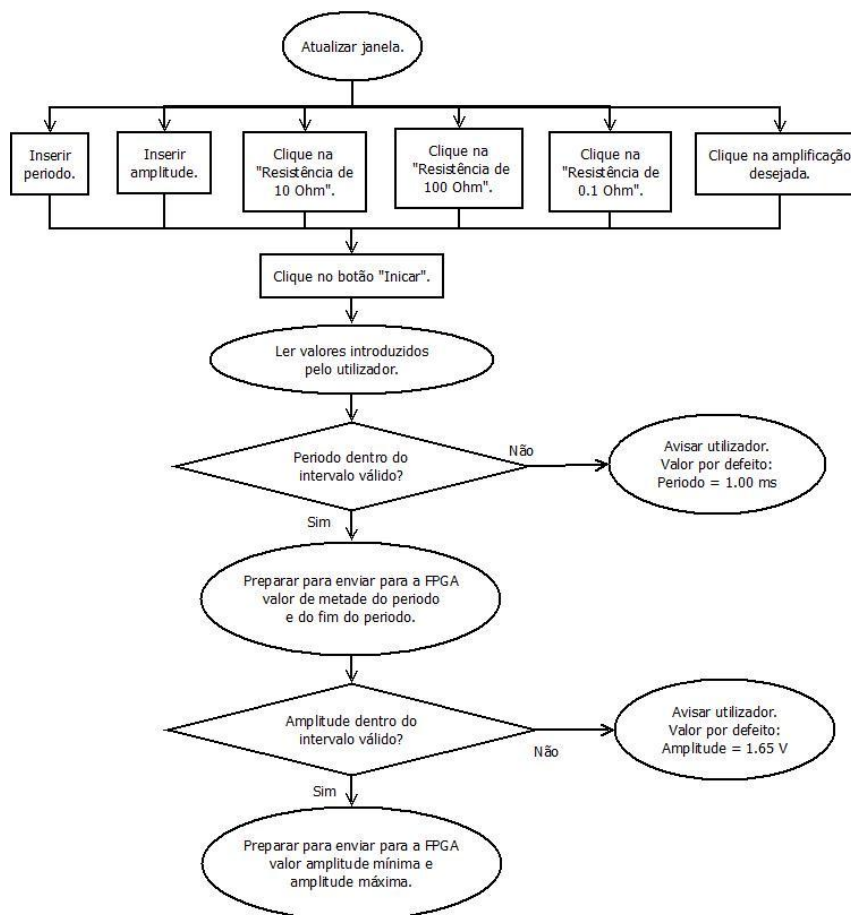 Atualizar janela.
Inserir
periodo.
Inserir
amplitude.
Clique na
"Resistência de
10 Ohm".
Clique na
"Resistência de
100 Ohm".
Clique na
"Resistência de
0.1 Ohm".
Clique na amplificação
desejada.
Clique no botão "Inicar".
Ler valores introduzidos
pelo utilizador.
Periodo dentro do
intervalo válido?
Não
Avisar utilizador.
Valor por defeito:
Periodo = 1.00 ms
Sim
Preparar para enviar para a FPGA
valor de metade do periodo
e do fim do periodo.
Amplitude dentro do
intervalo válido?
Não
Avisar utilizador.
Valor por defeito:
Amplitude = 1.65 V
Sim
Preparar para enviar para a FPGA
valor amplitude mínima e
amplitude máxima.